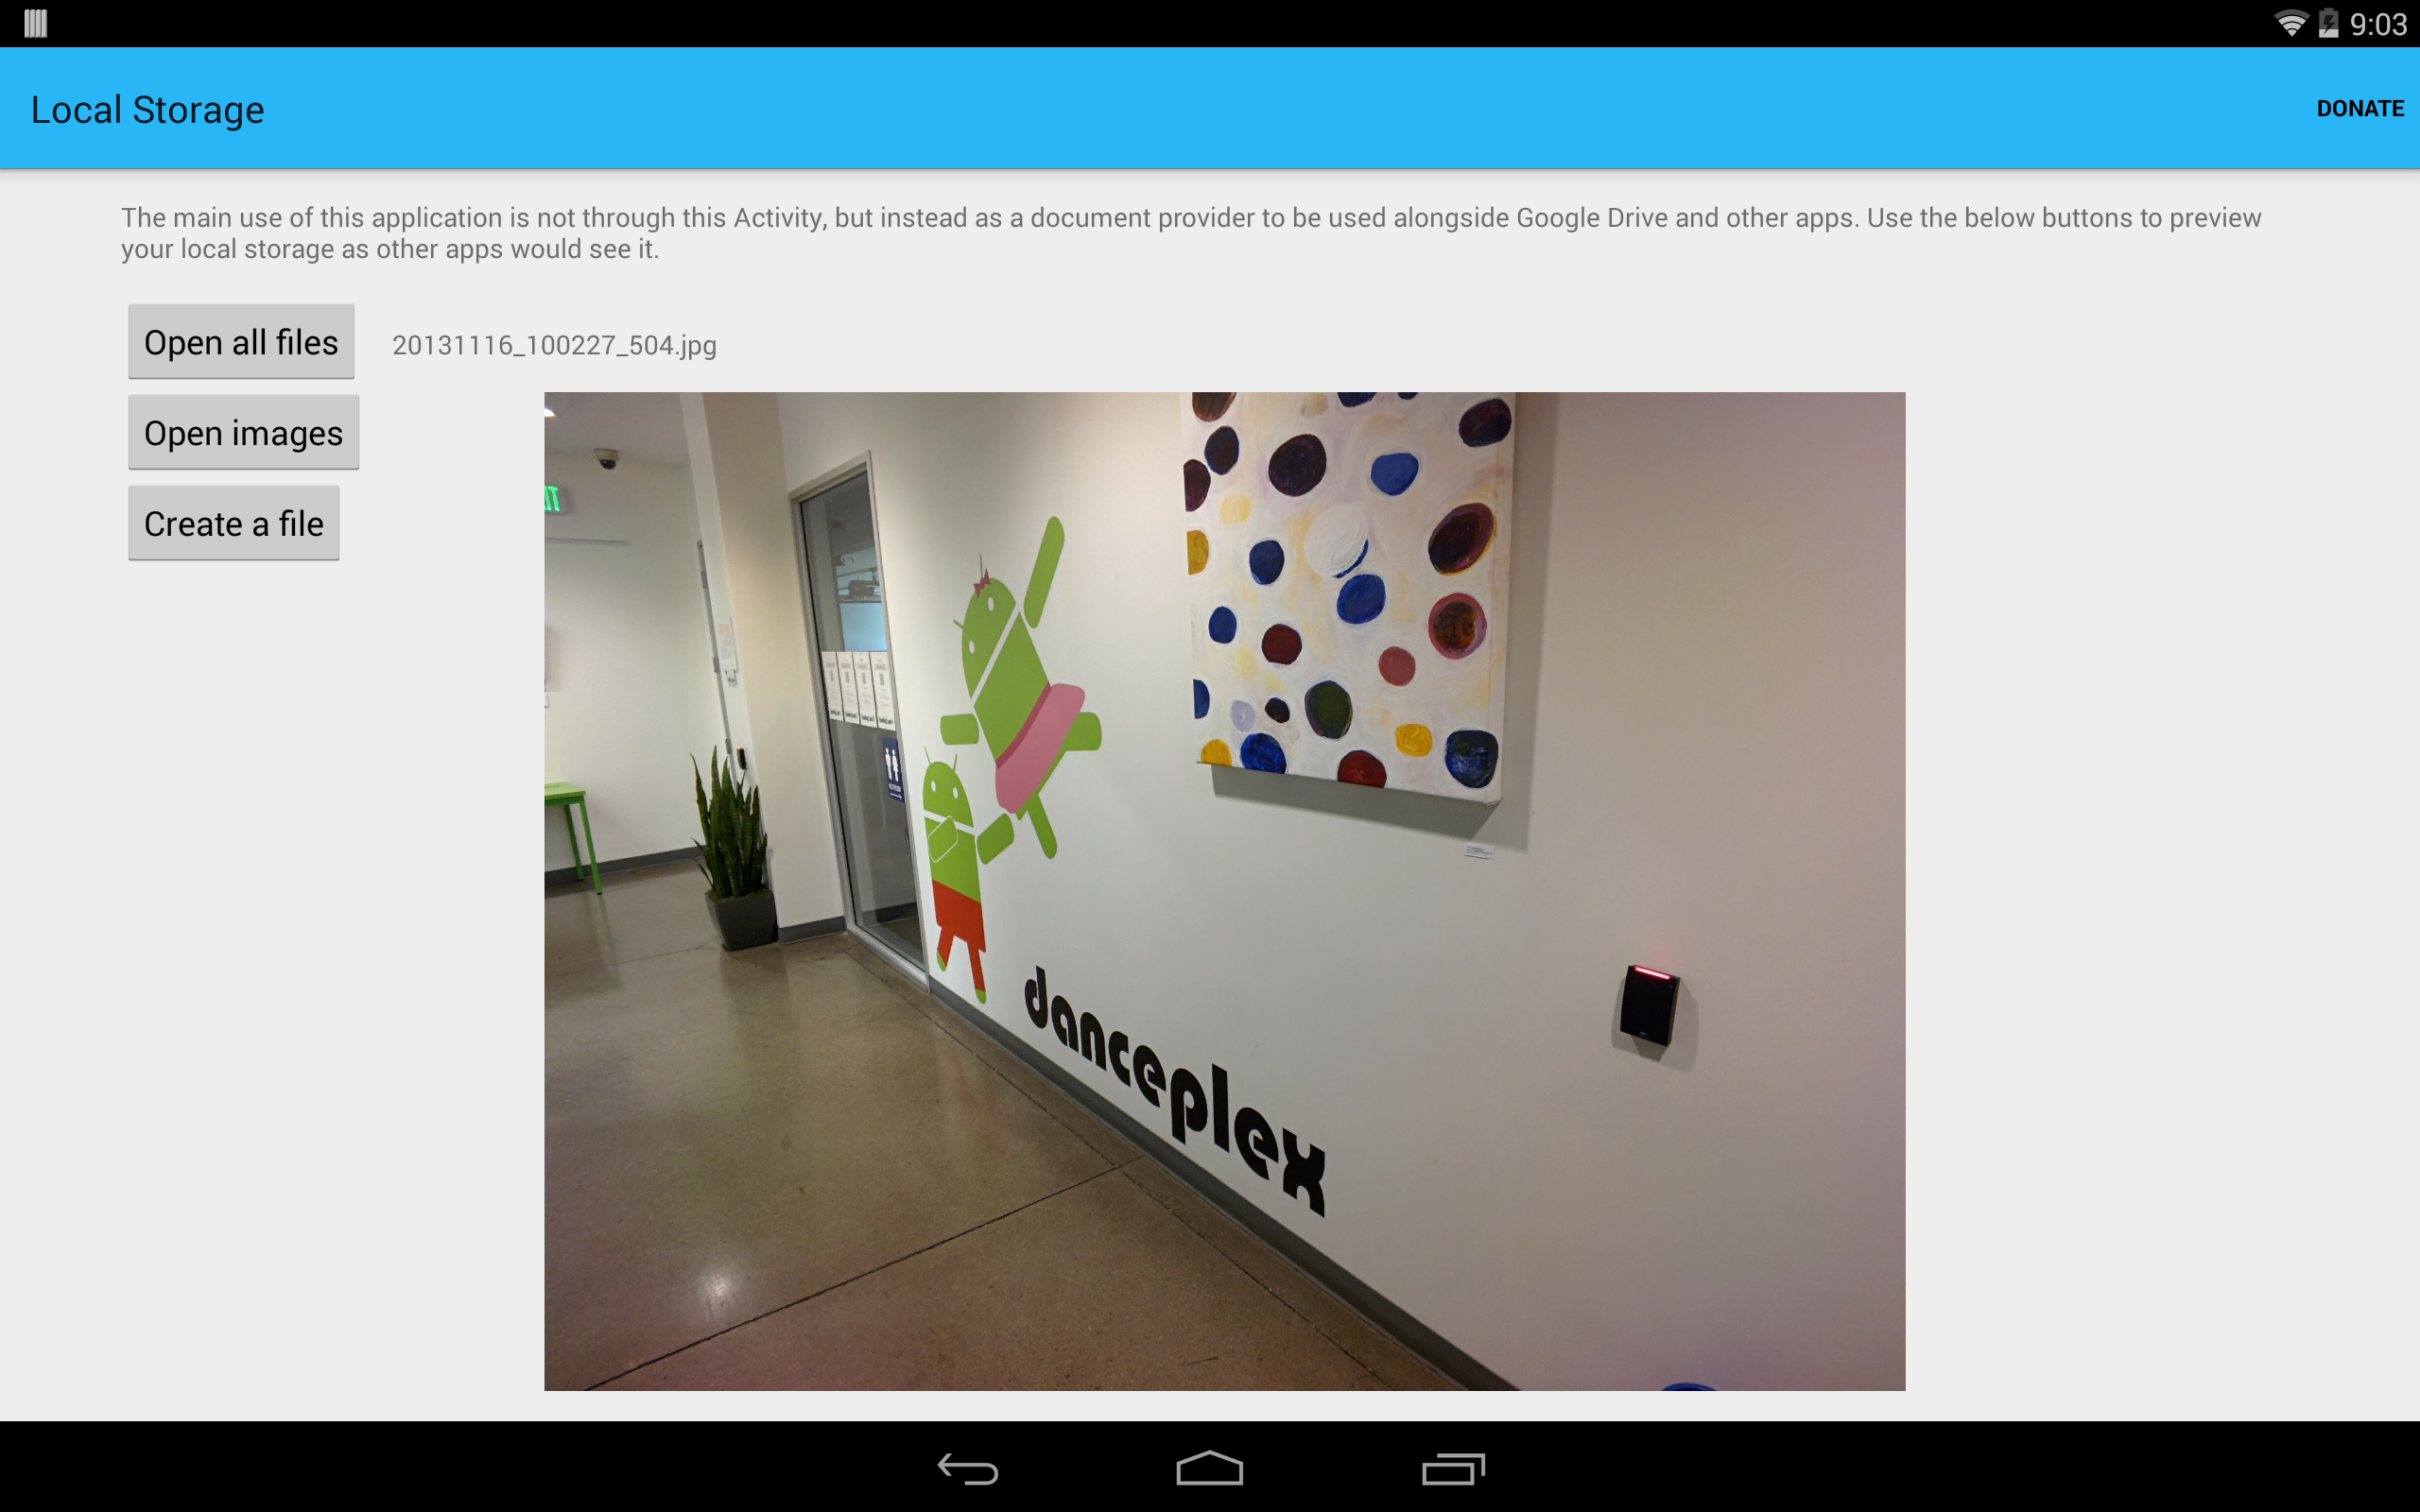 9:03
Local Storage
DONATE
The main use of this application is not through this Activity, but instead as a document provider to be used alongside Google Drive and other apps. Use the below buttons to preview
your local storage as other apps would see it.
Open all files
20131116_100227_504.jpg
Open images
Create a file
danceplex